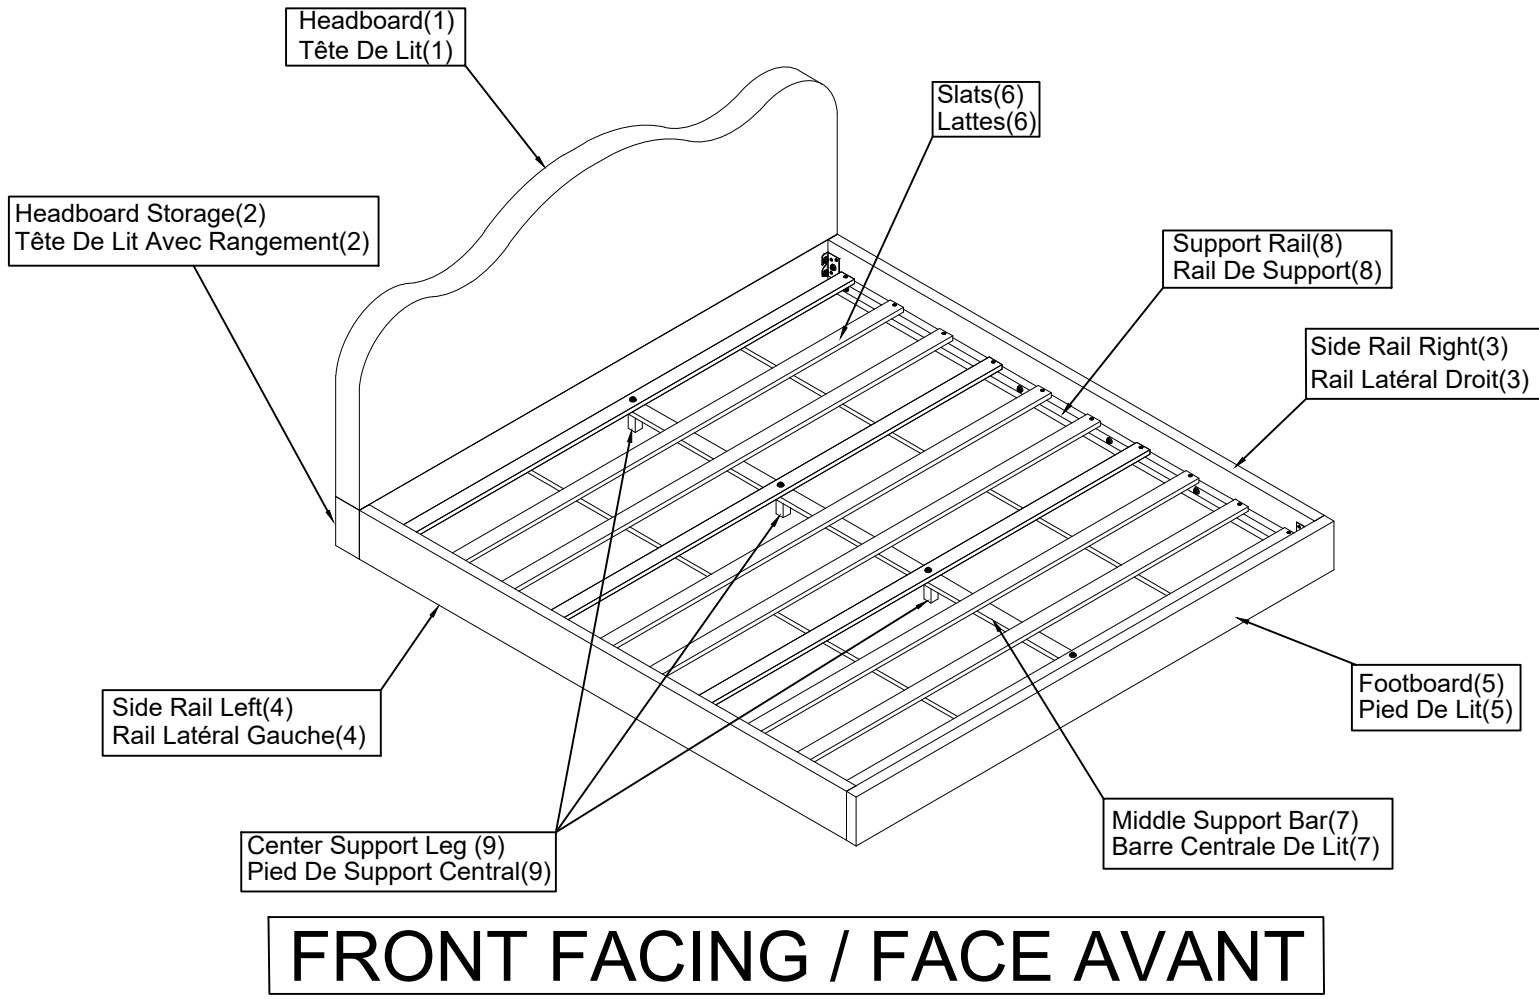 Headboard(1)
Tête De Lit(1)
Slats(6)
Lattes(6)
Headboard Storage(2)
Tête De Lit Avec Rangement(2)
Support Rail(8)
Rail De Support(8)
Side Rail Right(3)
Rail Latéral Droit(3)
Side Rail Left(4)
Rail Latéral Gauche(4)
Footboard(5)
Pied De Lit(5)
Center Support Leg (9)
Pied De Support Central(9)
Middle Support Bar(7)
Barre Centrale De Lit(7)
FRONT FACING / FACE AVANT